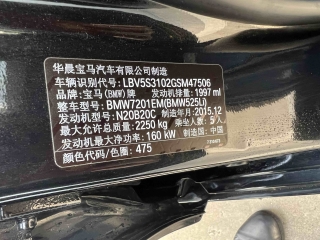 华晨宝马汽车有限公司制造
车辆识别代号: LBV5S3102GSM47506
品牌: 宝马(BMW)牌 发动机排量: 1997 ml
整车型号: BMW7201EM(BMW525Li)
发动机型号: N20B20C 制造年月: 2015.12
最大允许总质量: 2250 kg 乘坐人数: 5 人
发动机最大净功率: 160 kW 制造国: 中国
颜色代码/色圈: 475